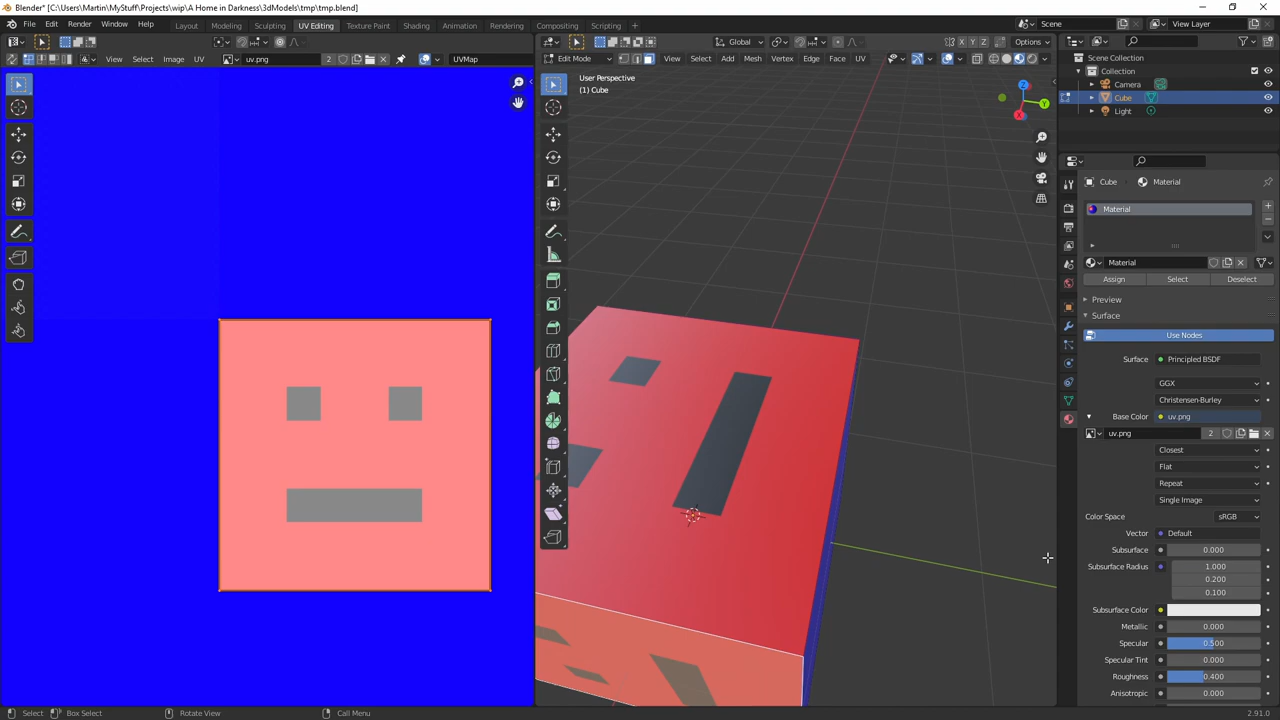 Blender* [C:\Users\Martin\MyStuff\Projects\wip\A Home in Darkness\3dModels\tmp\tmp.blend]
File Edit Render Window Help Layout Modeling Sculpting UV Editing Texture Paint Shading Animation Rendering Compositing Scripting Scene View Layer
Global X Y Z Options
View Select Image UV uv.png 2 UVMap Edit Mode View Select Add Mesh Vertex Edge Face UV
Scene Collection
Collection
Camera
Cube
Light
User Perspective
(1) Cube
Z
Y
X
Cube Material
Material
Material
Assign Select Deselect
Preview
Surface
Use Nodes
Surface Principled BSDF
GGX
Christensen-Burley
Base Color uv.png
uv.png 2
Closest
Flat
Repeat
Single Image
Color Space sRGB
Vector Default
Subsurface 0.000
Subsurface Radius 1.000
0.200
0.100
Subsurface Color
Metallic 0.000
Specular 0.500
Specular Tint 0.000
Roughness 0.400
Anisotropic 0.000
Select Box Select Rotate View Call Menu 2.91.0